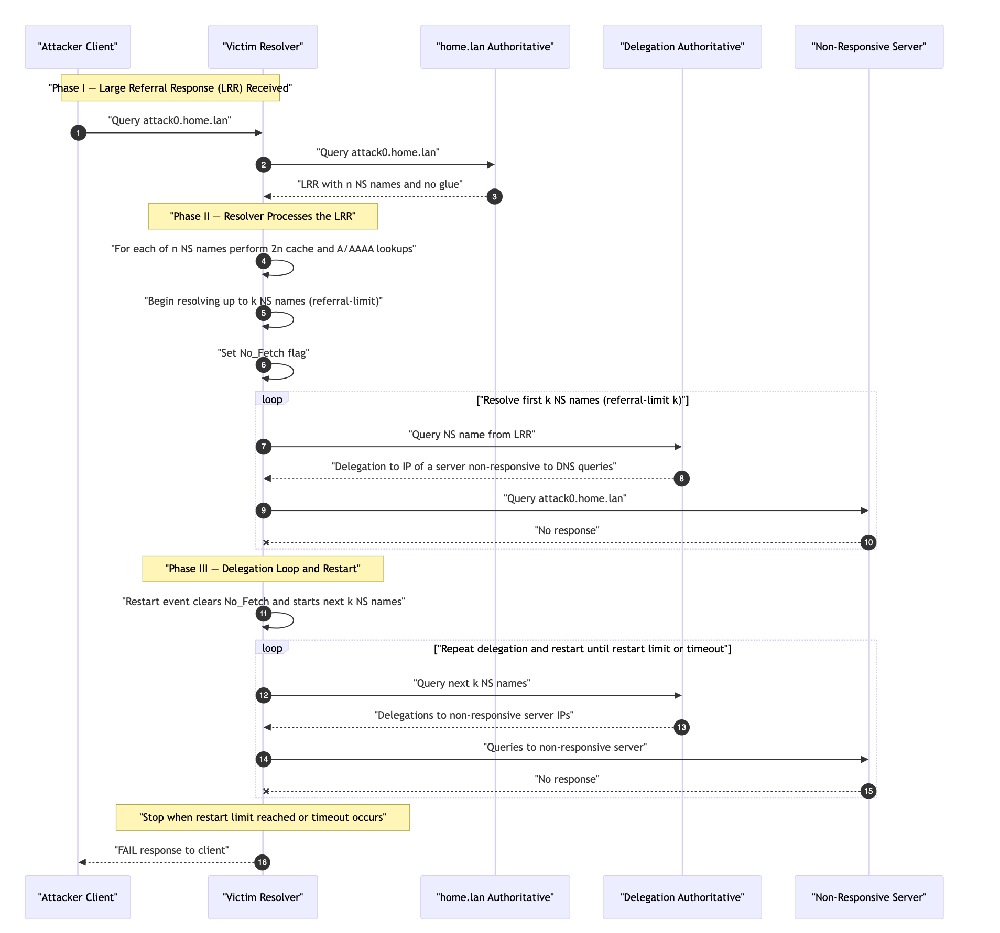 "Attacker Client"
"Victim Resolver"
"home.lan Authoritative"
"Delegation Authoritative"
"Non-Responsive Server"
"Phase I — Large Referral Response (LRR) Received"
"Query attack0.home.lan"
1
"Query attack0.home.lan"
2
"LRR with n NS names and no glue"
3
"Phase II — Resolver Processes the LRR"
"For each of n NS names perform 2n cache and A/AAAA lookups"
4
"Begin resolving up to k NS names (referral-limit)"
5
"Set No_Fetch flag"
6
loop
["Resolve first k NS names (referral-limit k)"]
"Query NS name from LRR"
7
"Delegation to IP of a server non-responsive to DNS queries"
8
"Query attack0.home.lan"
9
"No response"
10
"Phase III — Delegation Loop and Restart"
"Restart event clears No_Fetch and starts next k NS names"
11
loop
["Repeat delegation and restart until restart limit or timeout"]
"Query next k NS names"
12
"Delegations to non-responsive server IPs"
13
"Queries to non-responsive server"
14
"No response"
15
"Stop when restart limit reached or timeout occurs"
"FAIL response to client"
16
"Attacker Client"
"Victim Resolver"
"home.lan Authoritative"
"Delegation Authoritative"
"Non-Responsive Server"